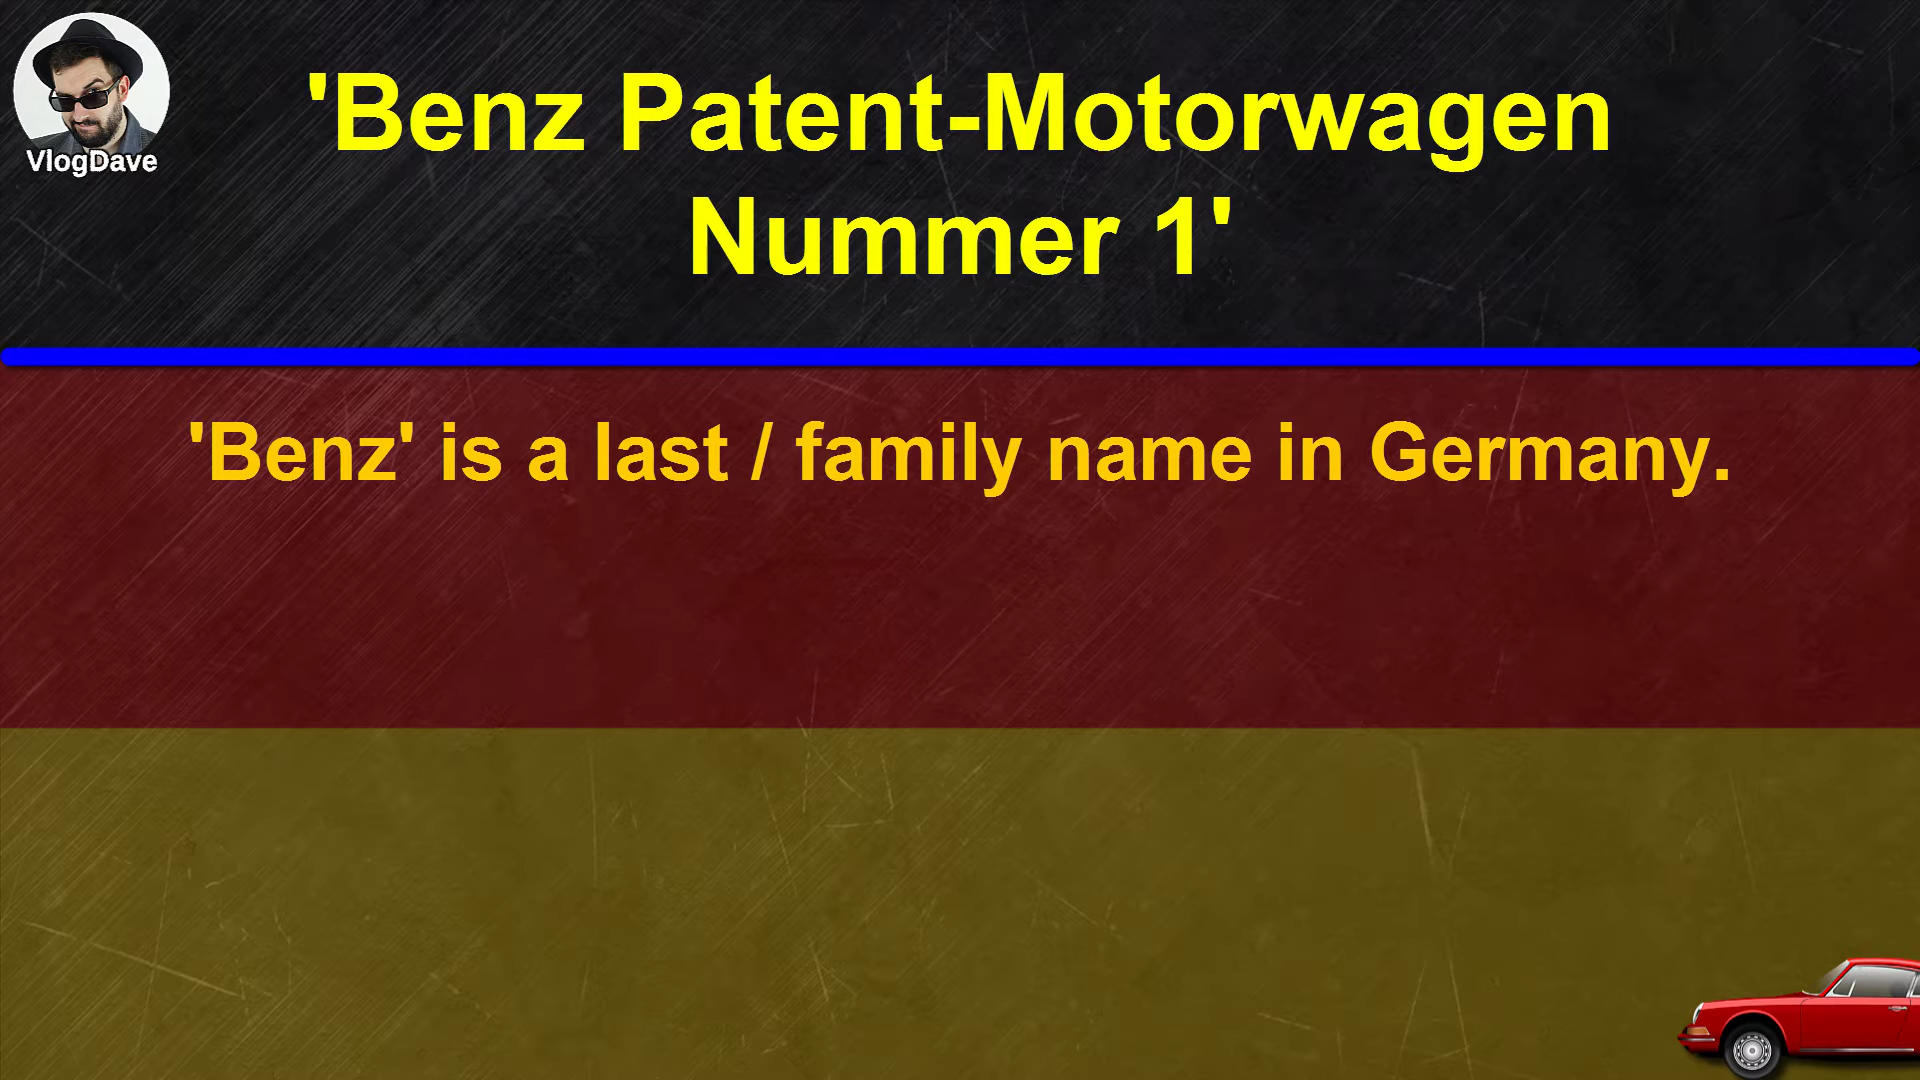 VlogDave
'Benz Patent-Motorwagen
Nummer 1'
'Benz' is a last / family name in Germany.